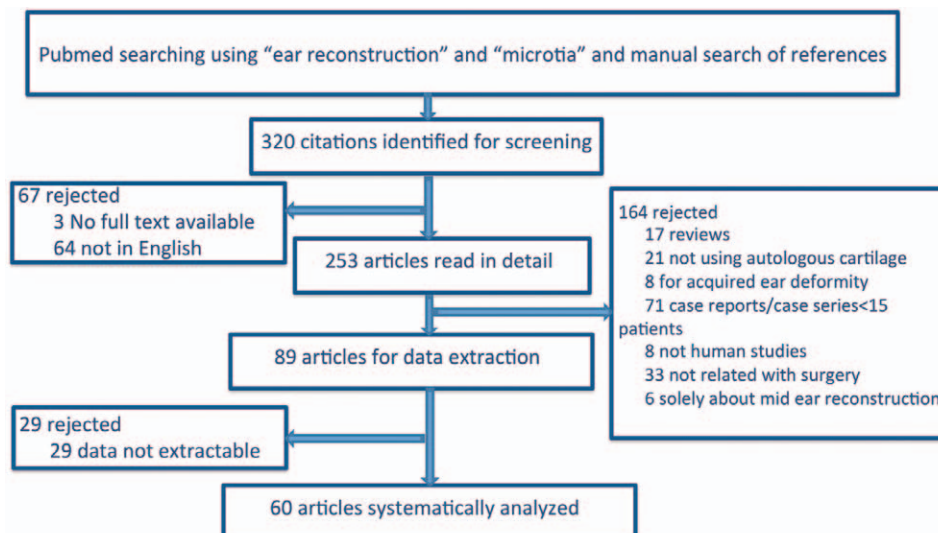 Pubmed searching using “ear reconstruction” and “microtia” and manual search of references
320 citations identified for screening
67 rejected
3 No full text available
64 not in English
253 articles read in detail
164 rejected
17 reviews
21 not using autologous cartilage
8 for acquired ear deformity
71 case reports/case series<15
patients
8 not human studies
33 not related with surgery
6 solely about mid ear reconstruction
89 articles for data extraction
29 rejected
29 data not extractable
60 articles systematically analyzed